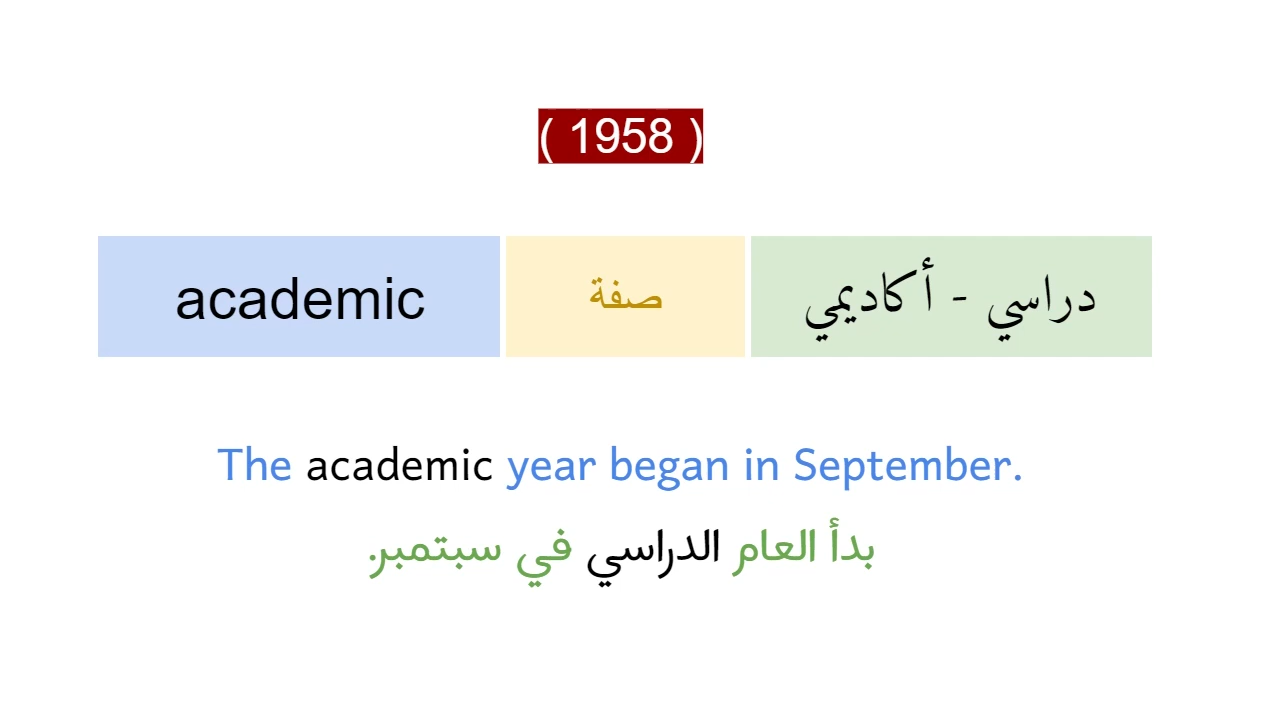 ( 1958 )
academic صفة دراسي - أكاديمي
The academic year began in September.
بدأ العام الدراسي في سبتمبر.